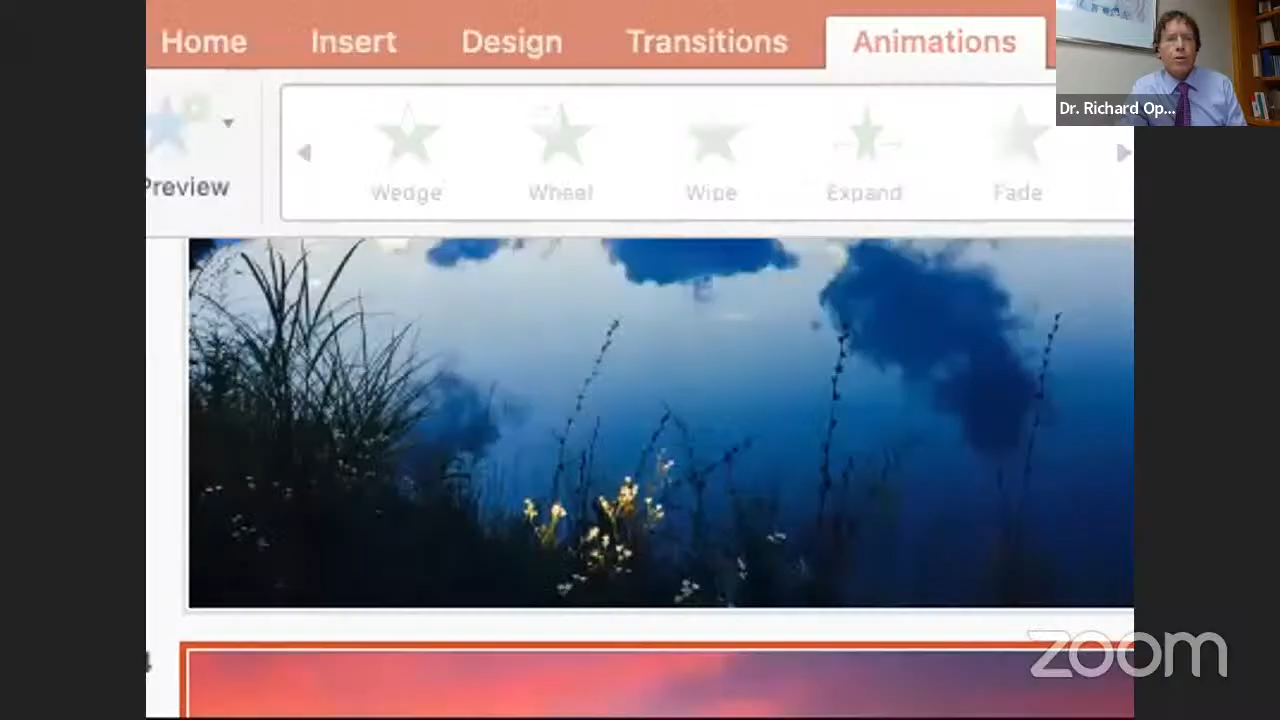 Home Insert Design Transitions Animations
Preview
Wedge Wheel Wipe Expand Fade
Dr. Richard Op...
zoom